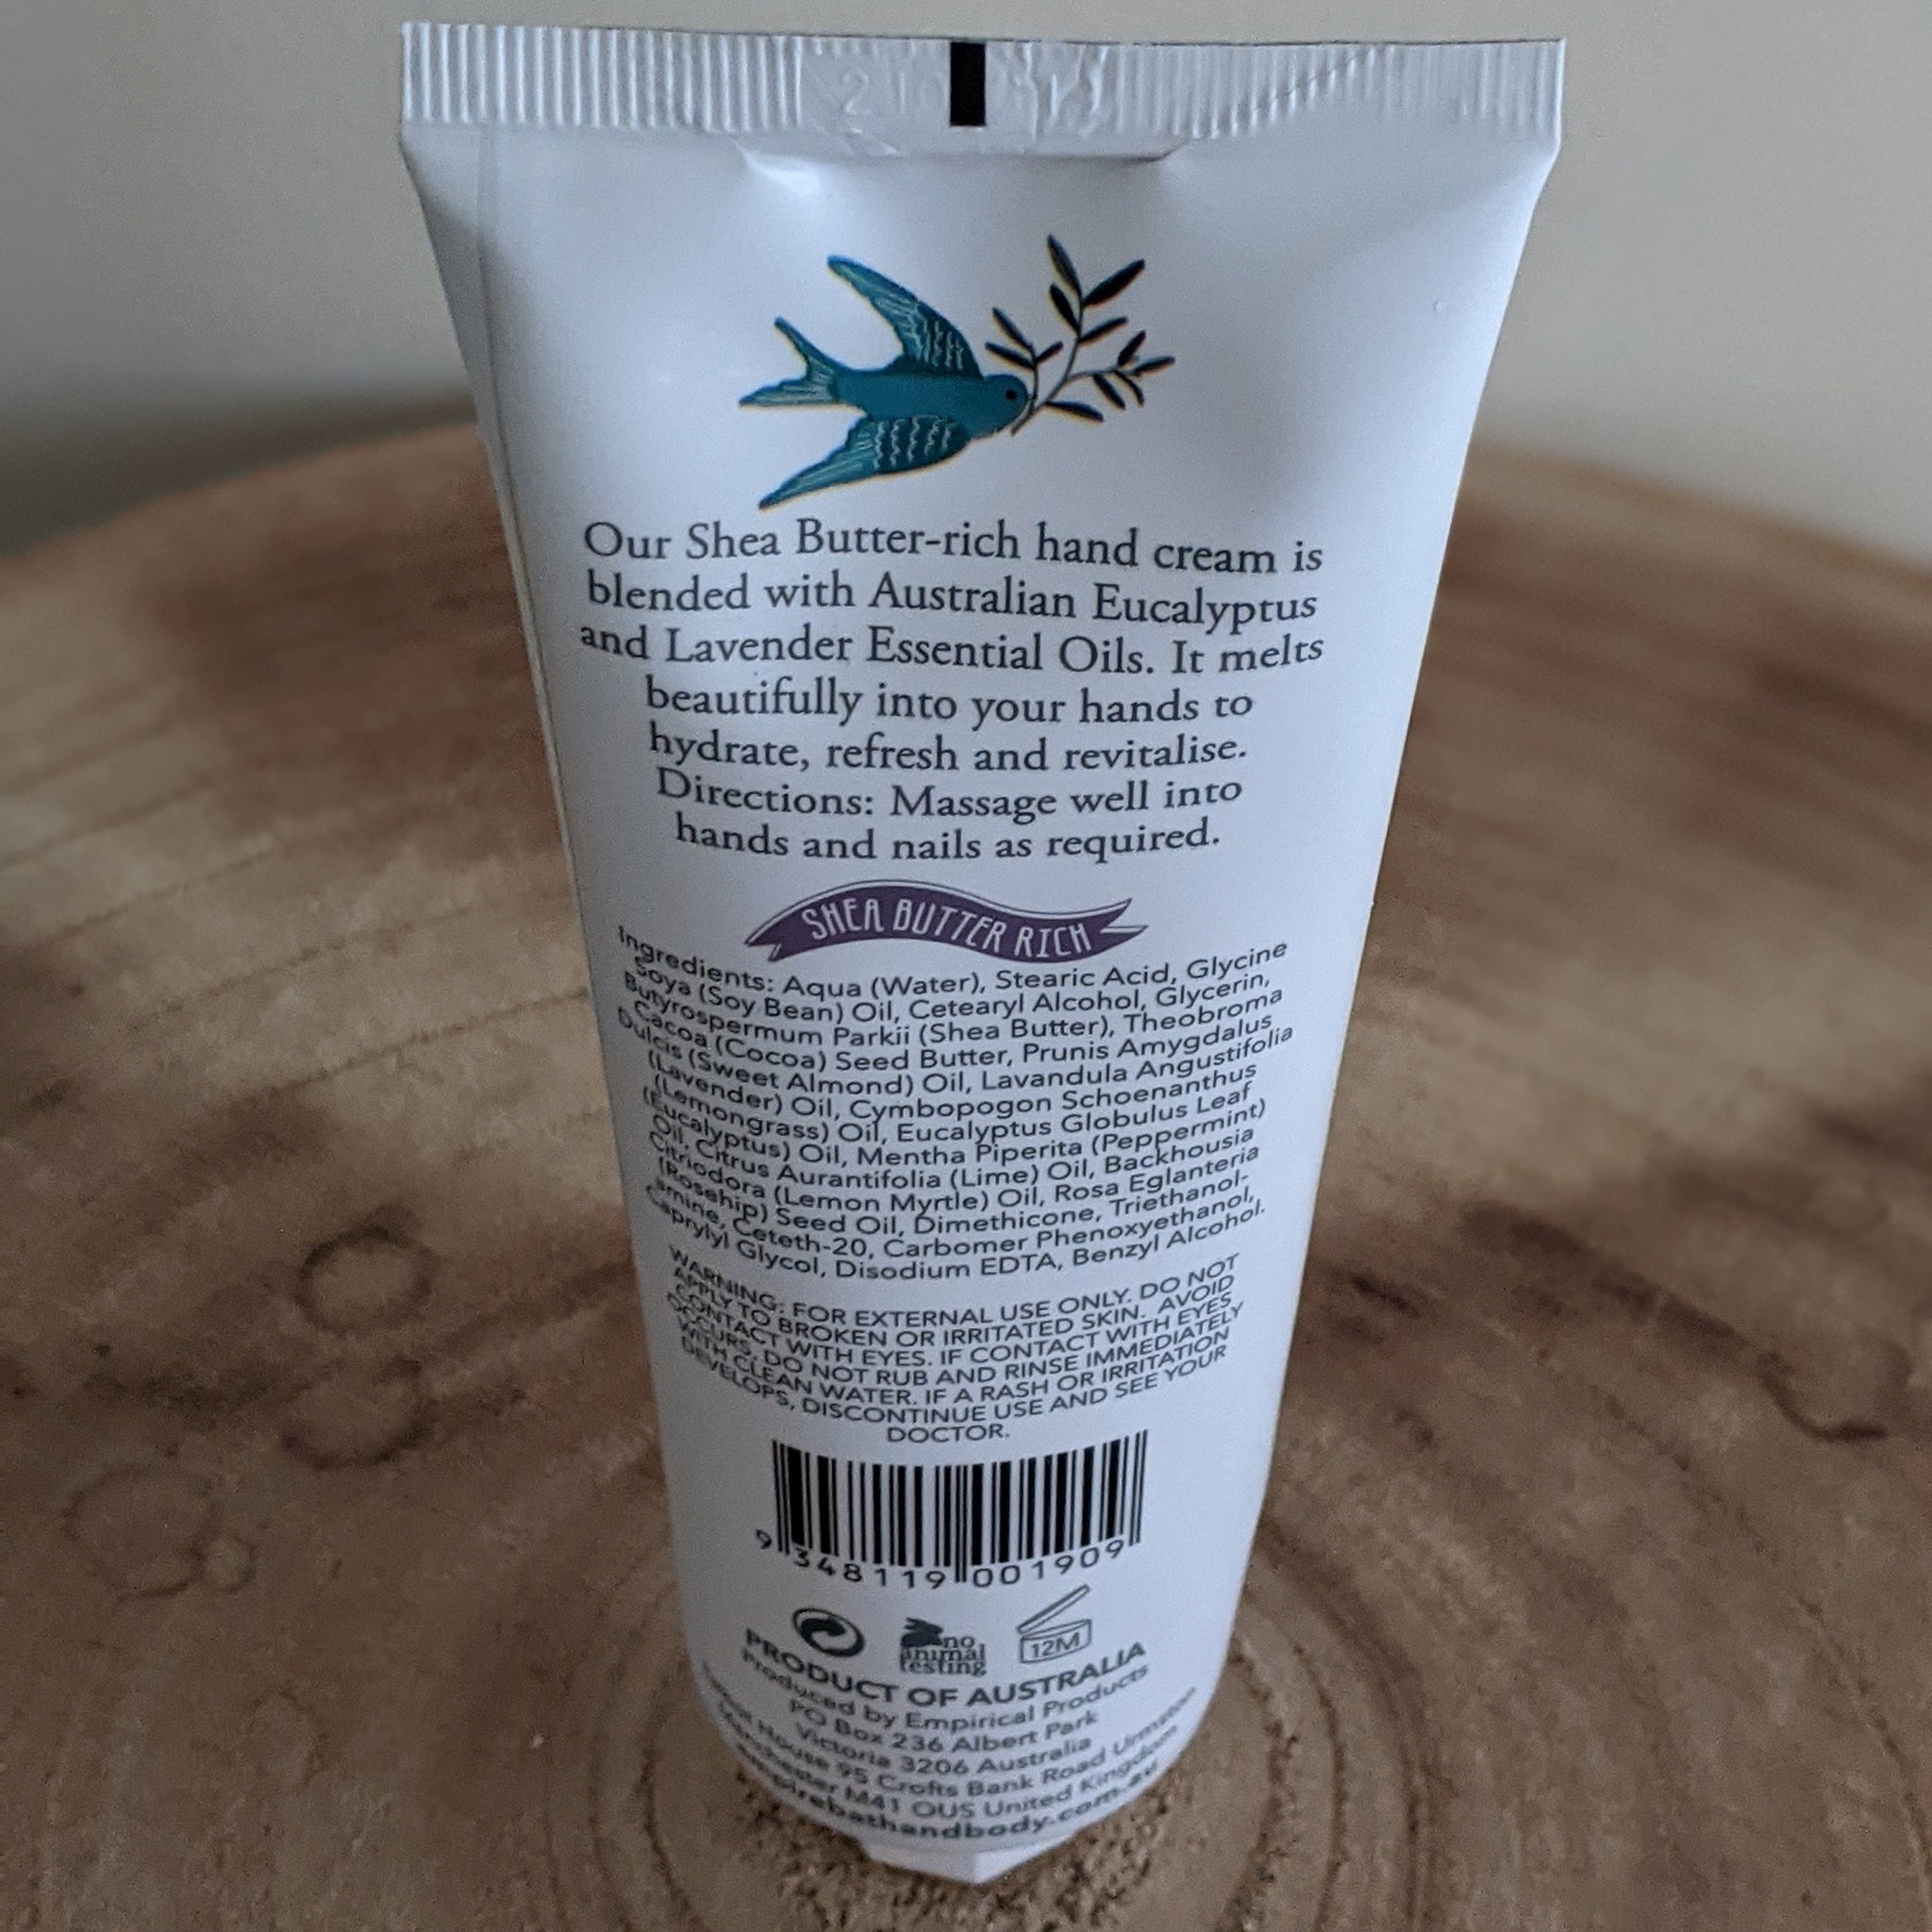 Our Shea Butter-rich hand cream is
blended with Australian Eucalyptus
and Lavender Essential Oils. It melts
beautifully into your hands to
hydrate, refresh and revitalise.
Directions: Massage well into
hands and nails as required.
SHEA BUTTER RICH
Ingredients: Aqua (Water), Stearic Acid, Glycine
Soya (Soy Bean) Oil, Cetearyl Alcohol, Glycerin,
Butyrospermum Parkii (Shea Butter), Theobroma
Cacoa (Cocoa) Seed Butter, Prunis Amygdalus
Dulcis (Sweet Almond) Oil, Lavandula Angustifolia
(Lavender) Oil, Cymbopogon Schoenanthus
(Lemongrass) Oil, Eucalyptus Globulus Leaf
(Eucalyptus) Oil, Mentha Piperita (Peppermint)
Oil, Citrus Aurantifolia (Lime) Oil, Backhousia
Citriodora (Lemon Myrtle) Oil, Rosa Eglanteria
(Rosehip) Seed Oil, Dimethicone, Triethanol-
amine, Ceteth-20, Carbomer Phenoxyethanol,
Caprylyl Glycol, Disodium EDTA, Benzyl Alcohol.
WARNING: FOR EXTERNAL USE ONLY. DO NOT
APPLY TO BROKEN OR IRRITATED SKIN. AVOID
CONTACT WITH EYES. IF CONTACT WITH EYES
OCCURS, DO NOT RUB AND RINSE IMMEDIATELY
WITH CLEAN WATER. IF A RASH OR IRRITATION
DEVELOPS, DISCONTINUE USE AND SEE YOUR
DOCTOR.
9 348119 001909
no
animal
testing
12M
PRODUCT OF AUSTRALIA
Produced by Empirical Products
PO Box 236 Albert Park
Victoria 3206 Australia
House 95 Crofts Bank Road Urmston
Manchester M41 OUS United Kingdom
empirebathandbody.com.au